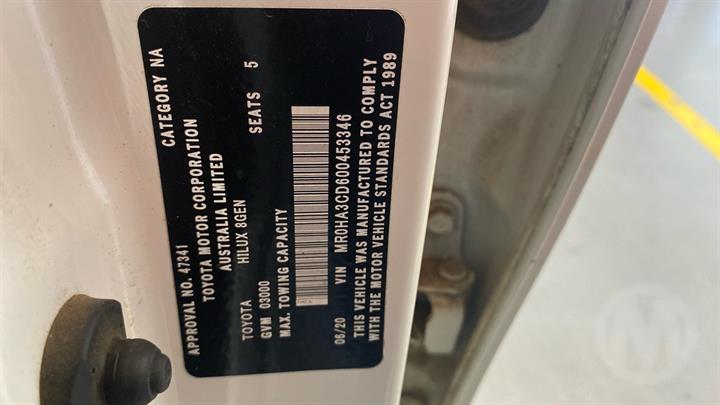 APPROVAL NO. 47341 CATEGORY NA
TOYOTA MOTOR CORPORATION
AUSTRALIA LIMITED
TOYOTA HILUX 8GEN
GVM 03000 SEATS 5
MAX. TOWING CAPACITY
06/20 VIN MR0HA3CD600453346
THIS VEHICLE WAS MANUFACTURED TO COMPLY
WITH THE MOTOR VEHICLE STANDARDS ACT 1989
M